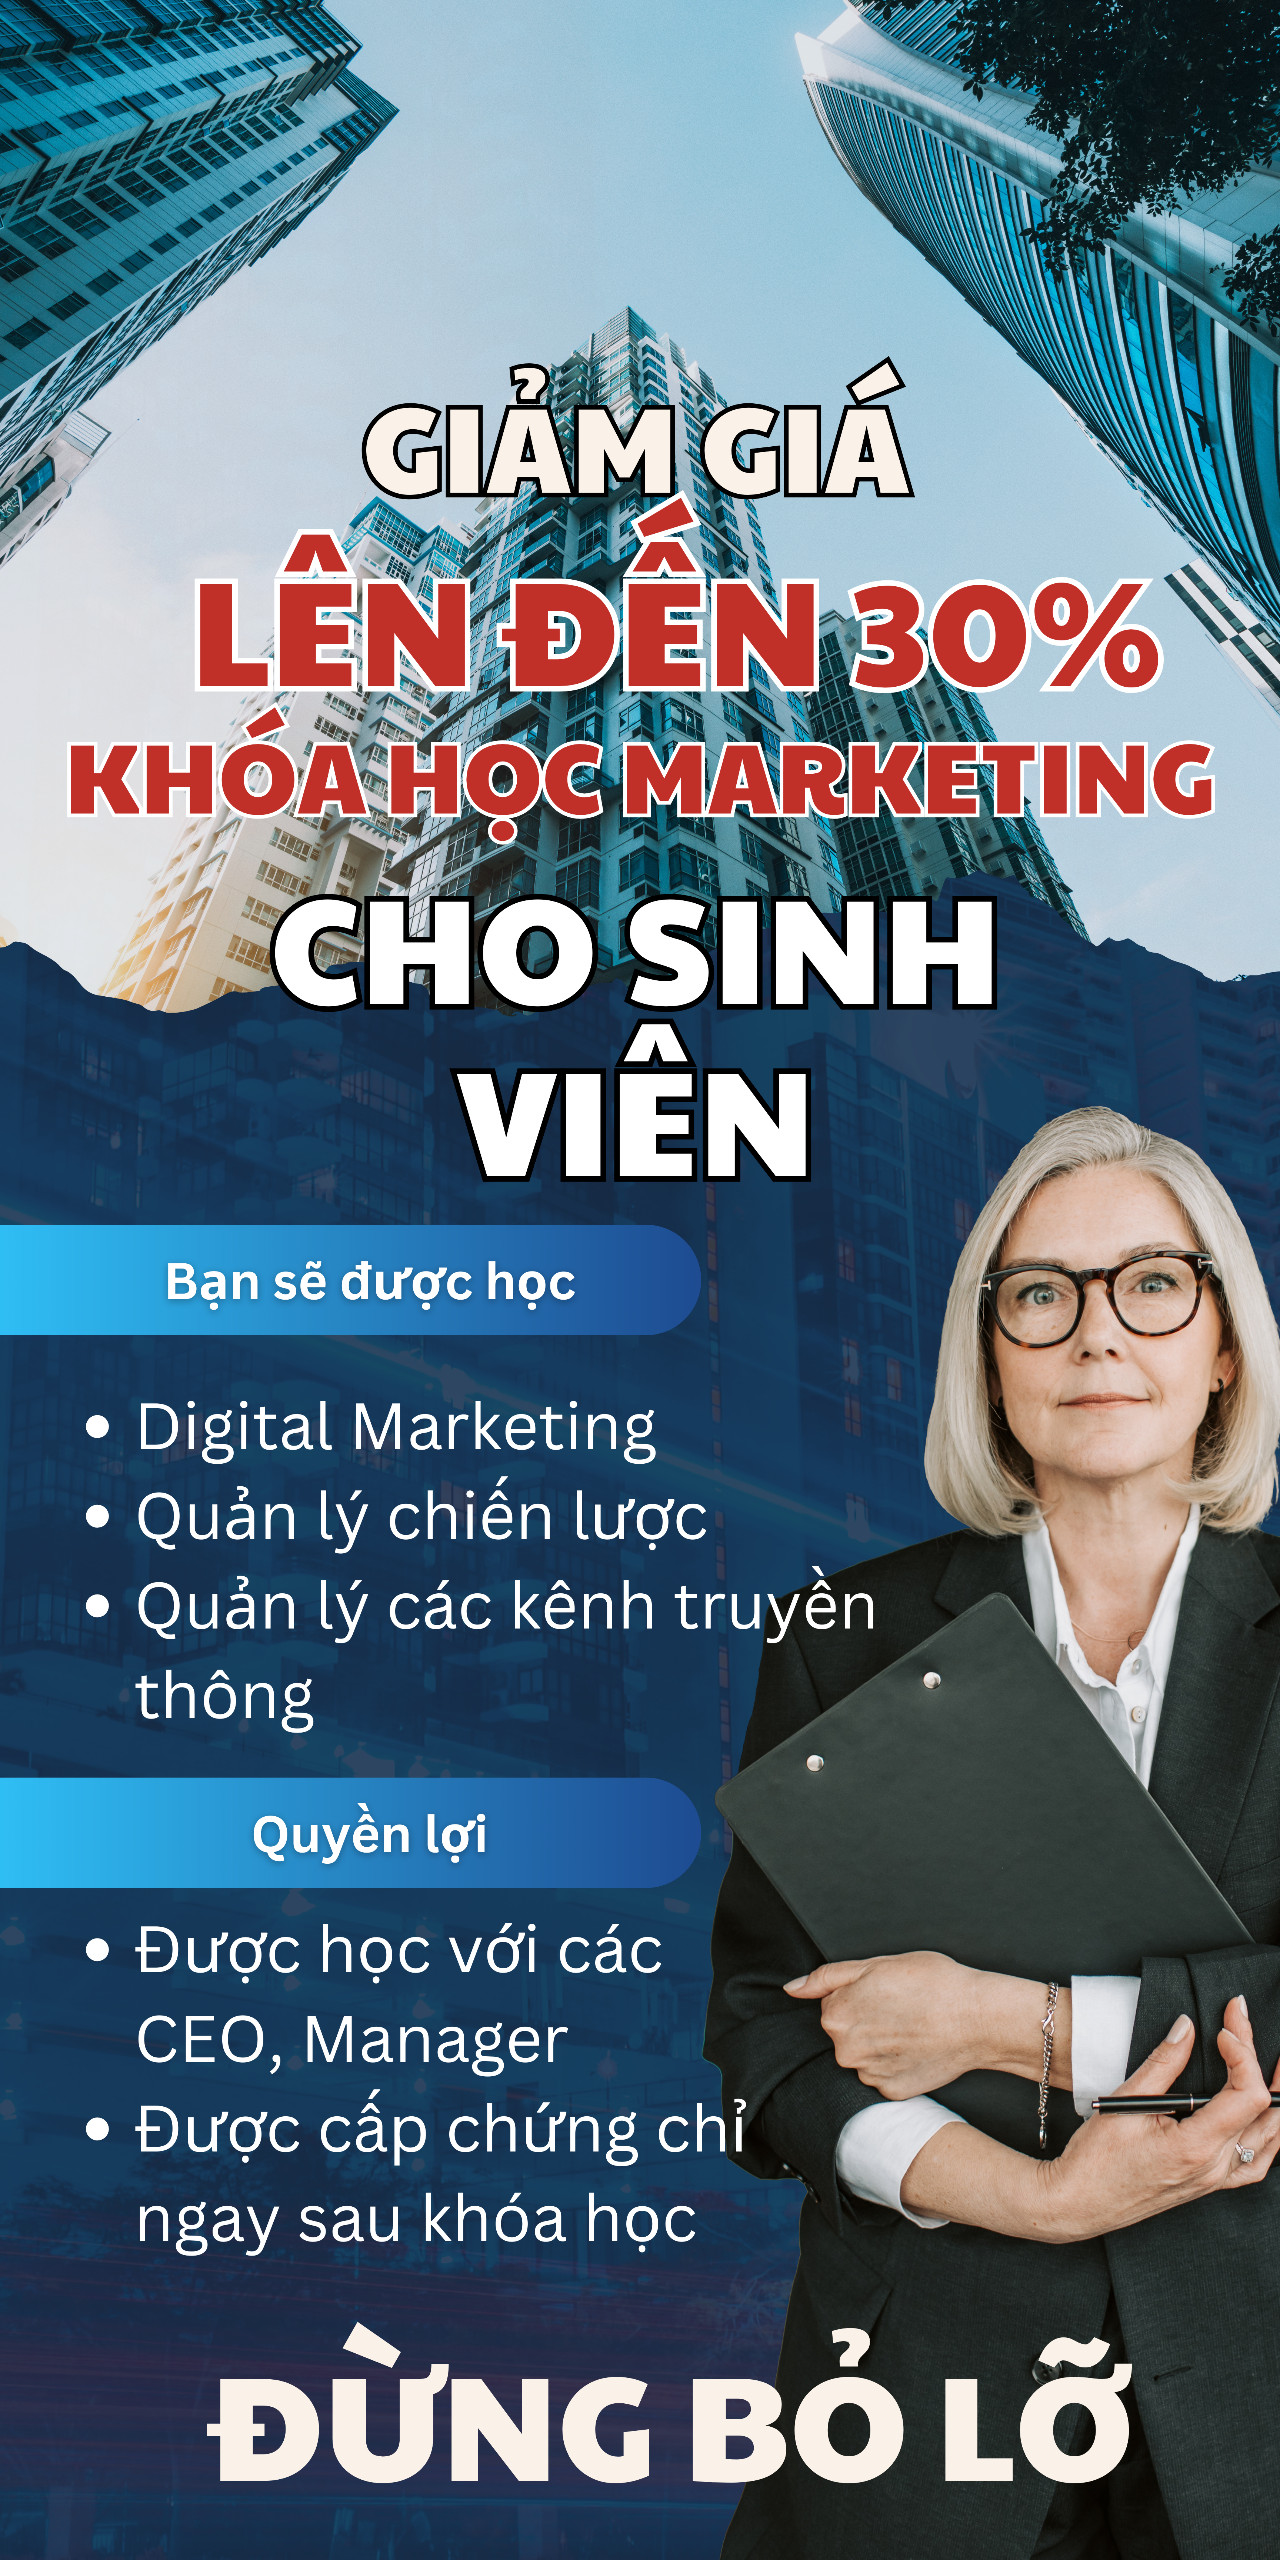 GIẢM GIÁ
LÊN ĐẾN 30%
KHÓA HỌC MARKETING
CHO SINH
VIÊN
Bạn sẽ được học
• Digital Marketing
• Quản lý chiến lược
• Quản lý các kênh truyền
thông
Quyền lợi
• Được học với các
CEO, Manager
• Được cấp chứng chỉ
ngay sau khóa học
ĐỪNG BỎ LỠ